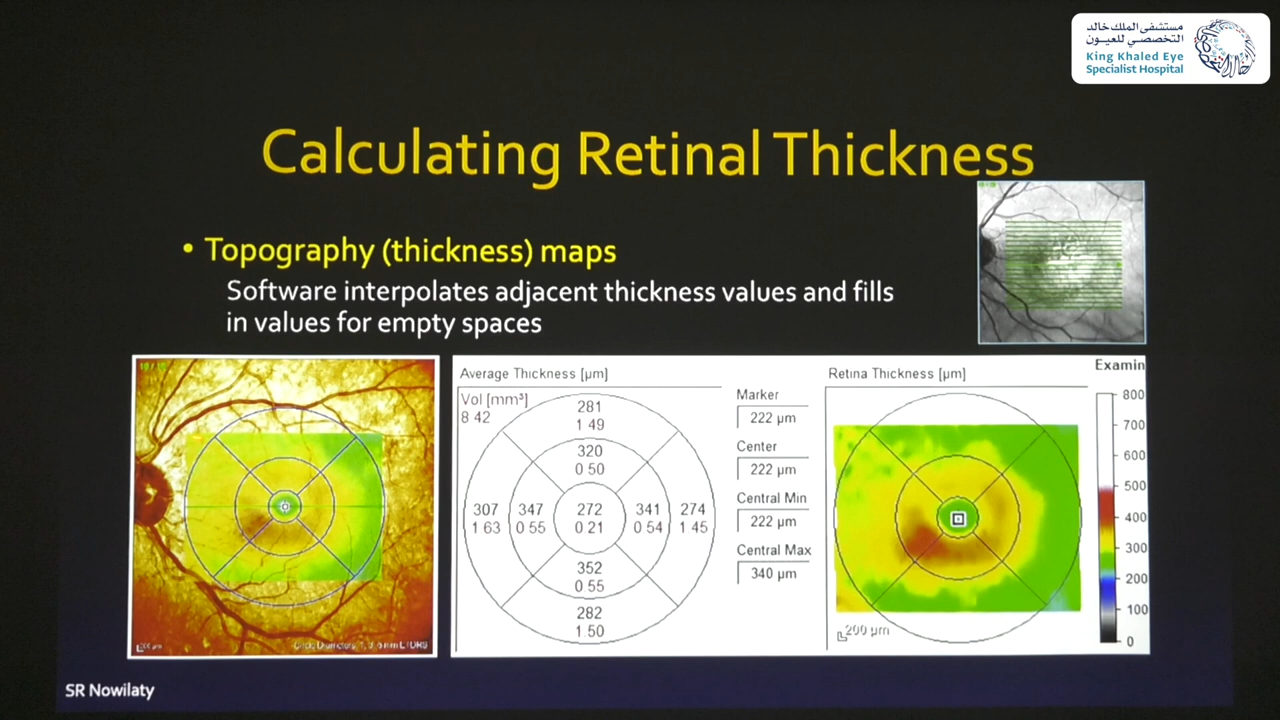 مستشفى الملك خالد
التخصصي للعيون
King Khaled Eye
Specialist Hospital
Calculating Retinal Thickness
• Topography (thickness) maps
Software interpolates adjacent thickness values and fills
in values for empty spaces
Average Thickness [µm]
Vol [mm³]
8 42
281
1 49
320
0 50
307
1 63
347
0 55
272
0 21
341
0 54
274
1 45
352
0 55
282
1 50
Marker
222 µm
Center
222 µm
Central Min
222 µm
Central Max
340 µm
Retina Thickness [µm]
200 µm
Examin
800
700
600
500
400
300
200
100
0
SR Nowilaty